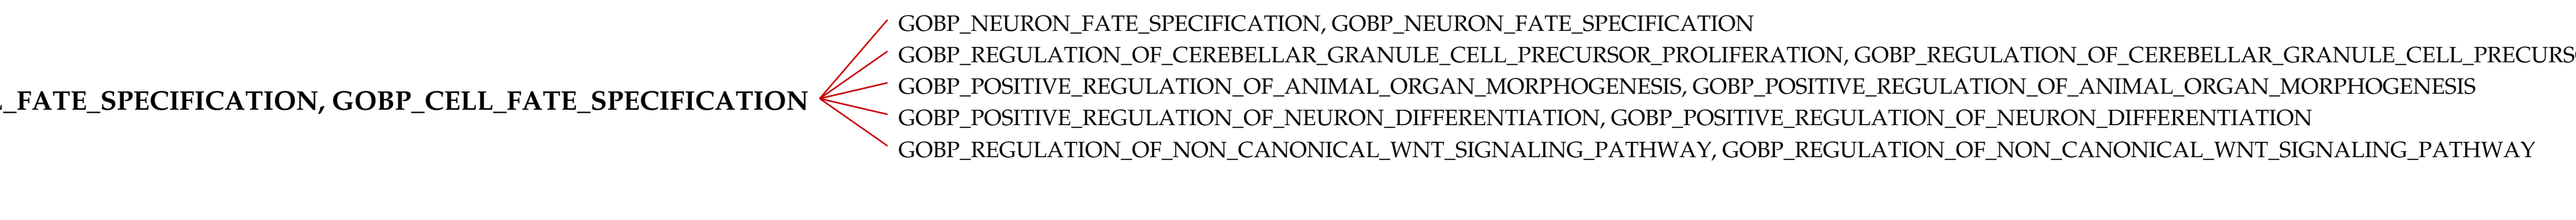 GOBP_NEURON_FATE_SPECIFICATION, GOBP_NEURON_FATE_SPECIFICATION
GOBP_REGULATION_OF_CEREBELLAR_GRANULE_CELL_PRECURSOR_PROLIFERATION, GOBP_REGULATION_OF_CEREBELLAR_GRANULE_CELL_PRECURS
GOBP_POSITIVE_REGULATION_OF_ANIMAL_ORGAN_MORPHOGENESIS, GOBP_POSITIVE_REGULATION_OF_ANIMAL_ORGAN_MORPHOGENESIS
_FATE_SPECIFICATION, GOBP_CELL_FATE_SPECIFICATION
GOBP_POSITIVE_REGULATION_OF_NEURON_DIFFERENTIATION, GOBP_POSITIVE_REGULATION_OF_NEURON_DIFFERENTIATION
GOBP_REGULATION_OF_NON_CANONICAL_WNT_SIGNALING_PATHWAY, GOBP_REGULATION_OF_NON_CANONICAL_WNT_SIGNALING_PATHWAY